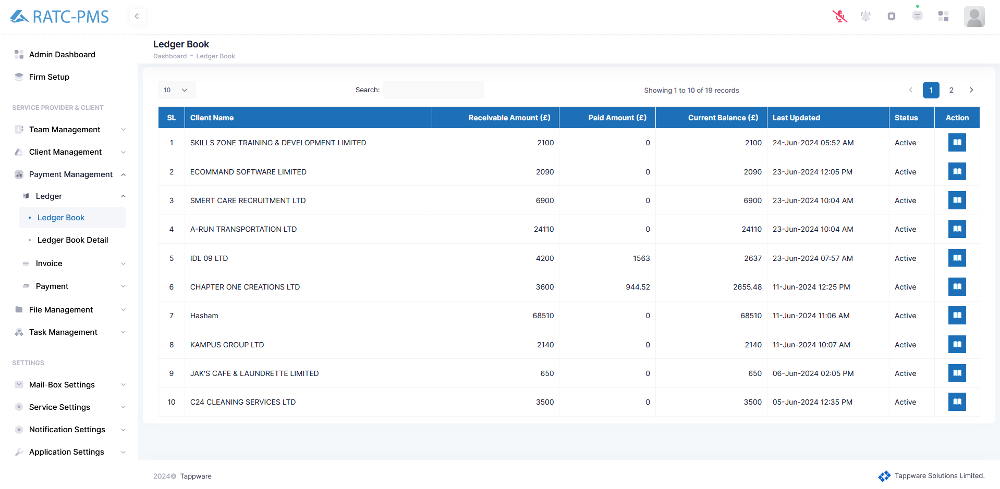 RATC-PMS
Admin Dashboard
Firm Setup
SERVICE PROVIDER & CLIENT
Team Management
Client Management
Payment Management
Ledger
Ledger Book
Ledger Book Detail
Invoice
Payment
File Management
Task Management
SETTINGS
Mail-Box Settings
Service Settings
Notification Settings
Application Settings
Ledger Book
Dashboard - Ledger Book
10 Search: Showing 1 to 10 of 19 records 1 2
SL Client Name Receivable Amount (£) Paid Amount (£) Current Balance (£) Last Updated Status Action
1 SKILLS ZONE TRAINING & DEVELOPMENT LIMITED 2100 0 2100 24-Jun-2024 05:52 AM Active
2 ECOMMAND SOFTWARE LIMITED 2090 0 2090 23-Jun-2024 12:05 PM Active
3 SMERT CARE RECRUITMENT LTD 6900 0 6900 23-Jun-2024 10:04 AM Active
4 A-RUN TRANSPORTATION LTD 24110 0 24110 23-Jun-2024 10:04 AM Active
5 IDL 09 LTD 4200 1563 2637 23-Jun-2024 07:57 AM Active
6 CHAPTER ONE CREATIONS LTD 3600 944.52 2655.48 11-Jun-2024 12:25 PM Active
7 Hasham 68510 0 68510 11-Jun-2024 11:06 AM Active
8 KAMPUS GROUP LTD 2140 0 2140 11-Jun-2024 10:07 AM Active
9 JAK'S CAFE & LAUNDRETTE LIMITED 650 0 650 06-Jun-2024 02:05 PM Active
10 C24 CLEANING SERVICES LTD 3500 0 3500 05-Jun-2024 12:35 PM Active
2024© Tappware
Tappware Solutions Limited.